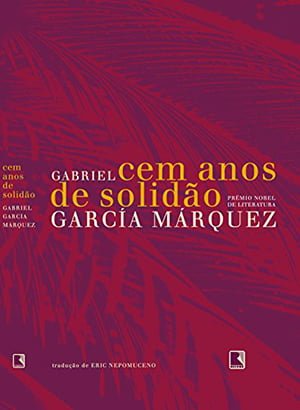 cem
anos
de
solidão
GABRIEL
GARCÍA
MÁRQUEZ
GABRIEL cem anos
de solidão PRÊMIO NOBEL
DE LITERATURA
GARCÍA MÁRQUEZ
tradução de ERIC NEPOMUCENO